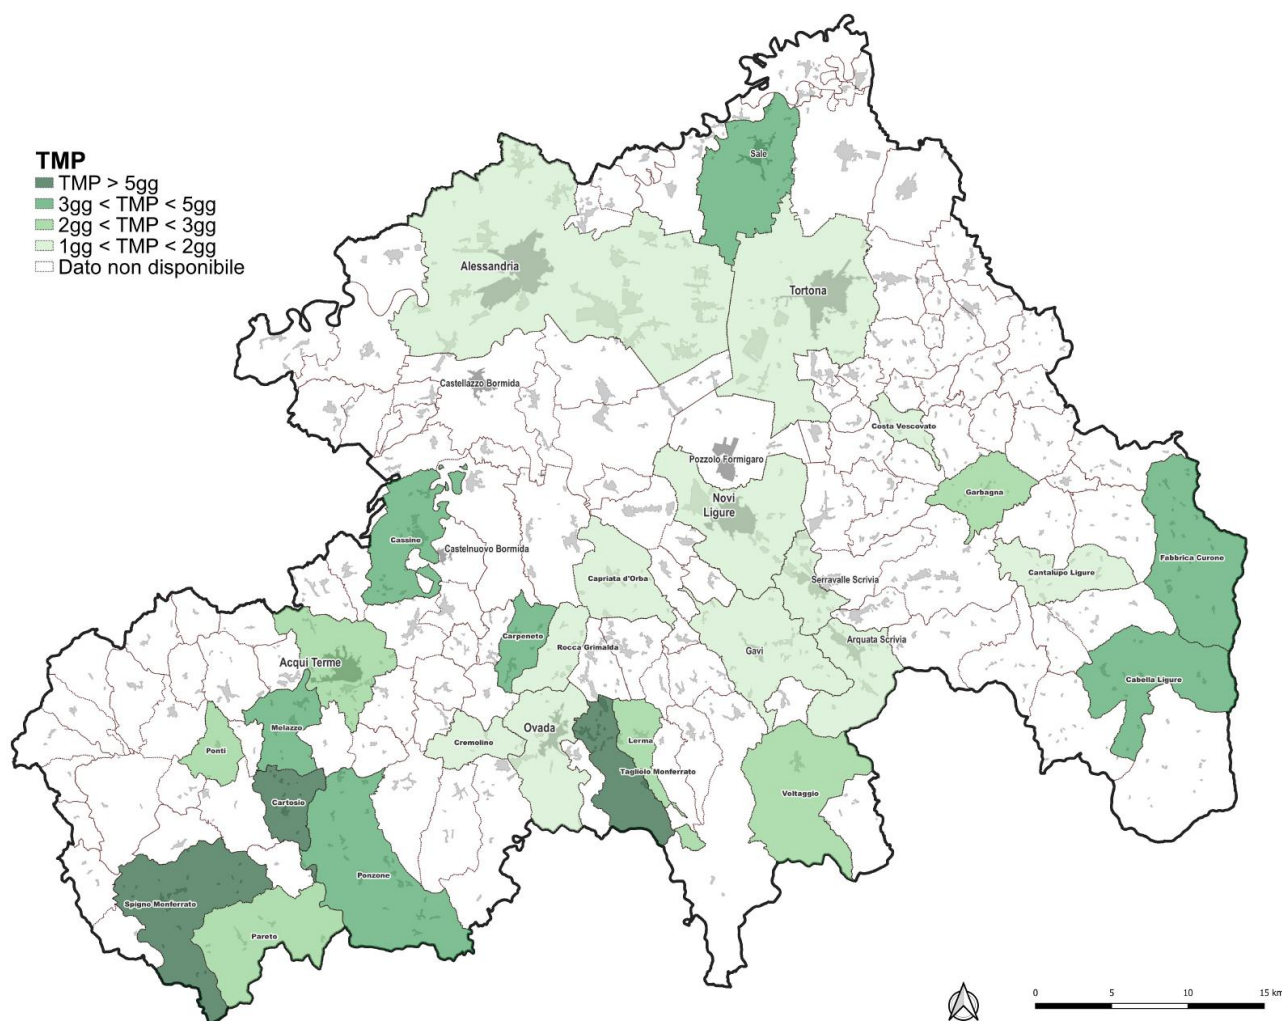 TMP
TMP > 5gg
3gg < TMP < 5gg
2gg < TMP < 3gg
1gg < TMP < 2gg
Dato non disponibile
Sale
Alessandria
Tortona
Castellazzo Bormida
Costa Vescovato
Pozzolo Formigaro
Garbagna
Novi
Ligure
Cassine
Castelnuovo Bormida
Fabbrica Curone
Cantalupo Ligure
Capriata d'Orba
Serravalle Scrivia
Carpeneto
Rocca Grimalda
Arquata Scrivia
Gavi
Acqui Terme
Cabella Ligure
Melazzo
Ovada
Cremolino
Lerma
Ponti
Tagliolo Monferrato
Voltaggio
Cartosio
Ponzone
Spigno Monferrato
Pareto
0 5 10 15 km